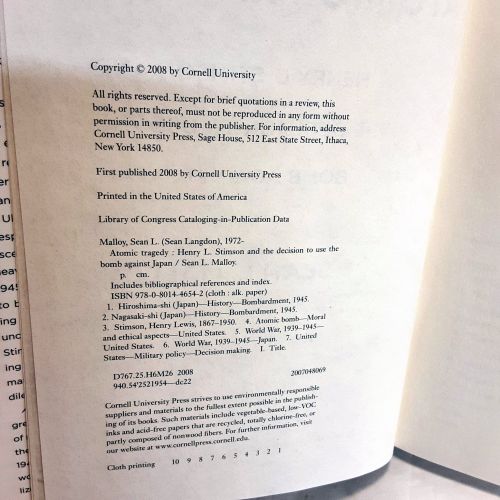 Copyright © 2008 by Cornell University
All rights reserved. Except for brief quotations in a review, this
book, or parts thereof, must not be reproduced in any form without
permission in writing from the publisher. For information, address
Cornell University Press, Sage House, 512 East State Street, Ithaca,
New York 14850.
First published 2008 by Cornell University Press
Printed in the United States of America
Library of Congress Cataloging-in-Publication Data
Malloy, Sean L. (Sean Langdon), 1972-
Atomic tragedy : Henry L. Stimson and the decision to use the
bomb against Japan / Sean L. Malloy.
p. cm.
Includes bibliographical references and index.
ISBN 978-0-8014-4654-2 (cloth : alk. paper)
1. Hiroshima-shi (Japan)—History—Bombardment, 1945.
2. Nagasaki-shi (Japan)—History—Bombardment, 1945.
3. Stimson, Henry Lewis, 1867–1950. 4. Atomic bomb—Moral
and ethical aspects—United States. 5. World War, 1939–1945—
United States. 6. World War, 1939–1945—Japan. 7. United
States—Military policy—Decision making. I. Title.
D767.25.H6M26 2008
940.54'2521954—dc22 2007048069
Cornell University Press strives to use environmentally responsible
suppliers and materials to the fullest extent possible in the publish-
ing of its books. Such materials include vegetable-based, low-VOC
inks and acid-free papers that are recycled, totally chlorine-free, or
partly composed of nonwood fibers. For further information, visit
our website at www.cornellpress.cornell.edu.
Cloth printing 10 9 8 7 6 5 4 3 2 1